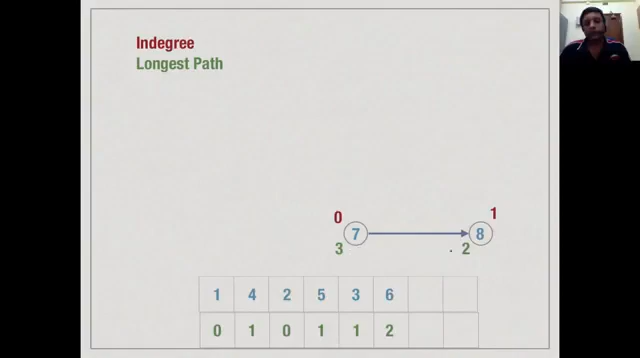 Indegree
Longest Path
0 1
7 8
3 2
1 4 2 5 3 6
0 1 0 1 1 2